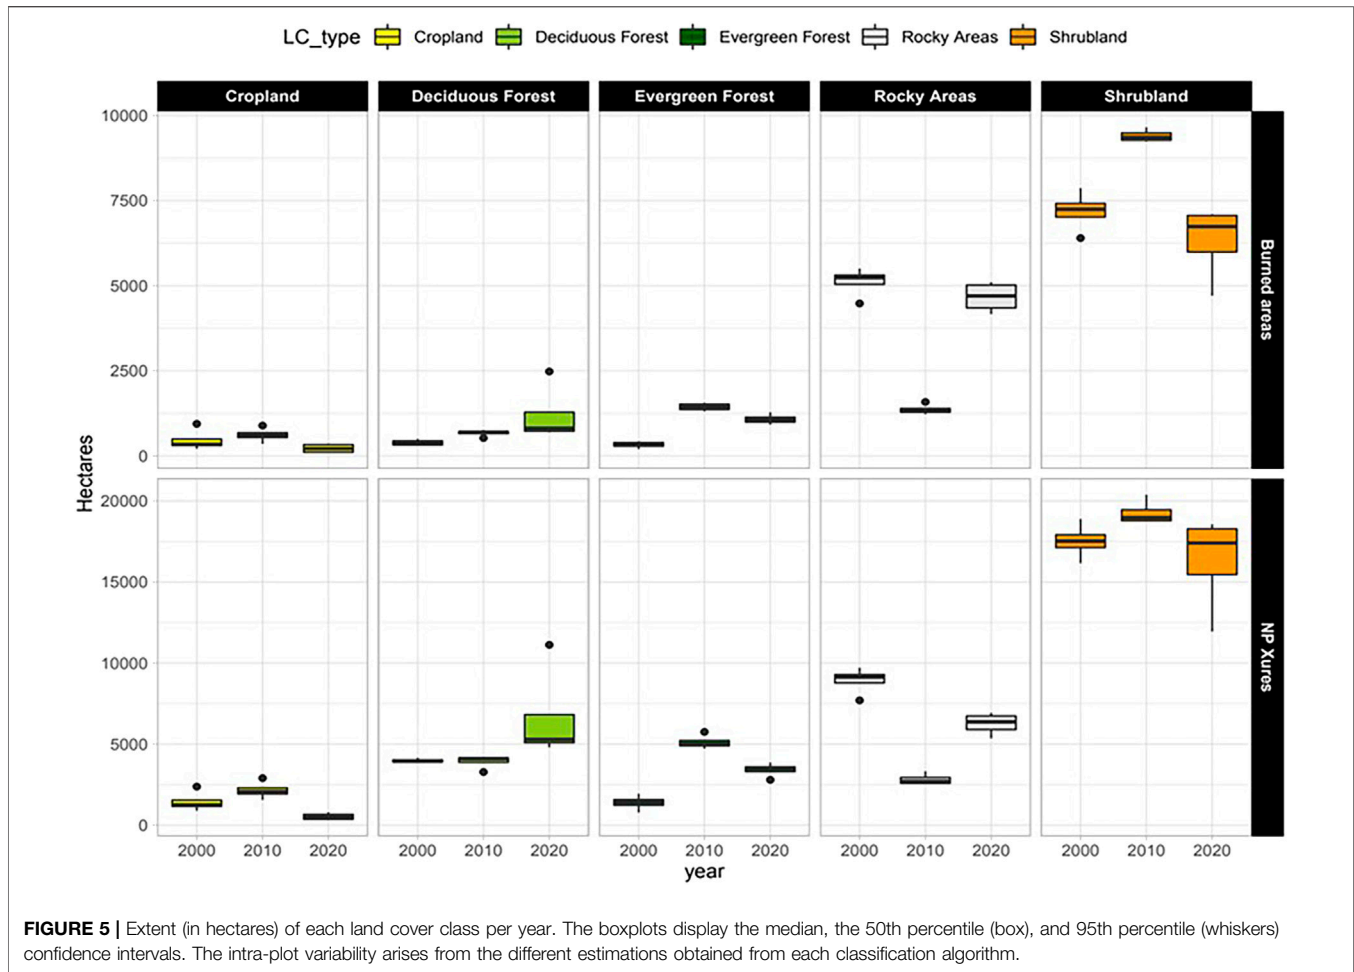 LC_type Cropland Deciduous Forest Evergreen Forest Rocky Areas Shrubland
Cropland Deciduous Forest Evergreen Forest Rocky Areas Shrubland
10000
7500
5000
2500
0
Burned areas
Hectares
20000
15000
10000
5000
0
NP Xures
2000 2010 2020 2000 2010 2020 2000 2010 2020 2000 2010 2020 2000 2010 2020
year
FIGURE 5 | Extent (in hectares) of each land cover class per year. The boxplots display the median, the 50th percentile (box), and 95th percentile (whiskers)
confidence intervals. The intra-plot variability arises from the different estimations obtained from each classification algorithm.